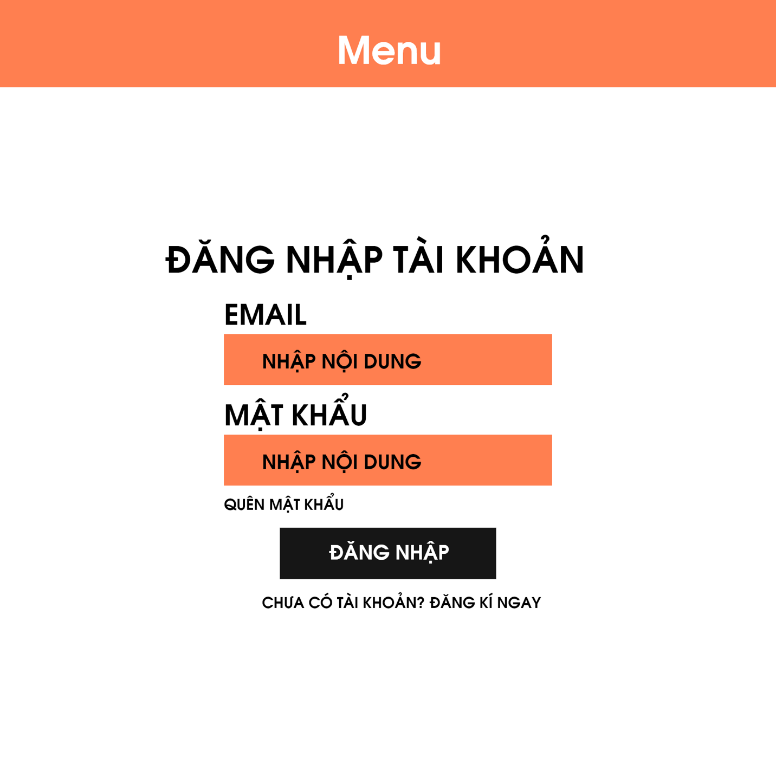 Menu
ĐĂNG NHẬP TÀI KHOẢN
EMAIL
NHẬP NỘI DUNG
MẬT KHẨU
NHẬP NỘI DUNG
QUÊN MẬT KHẨU
ĐĂNG NHẬP
CHƯA CÓ TÀI KHOẢN? ĐĂNG KÍ NGAY